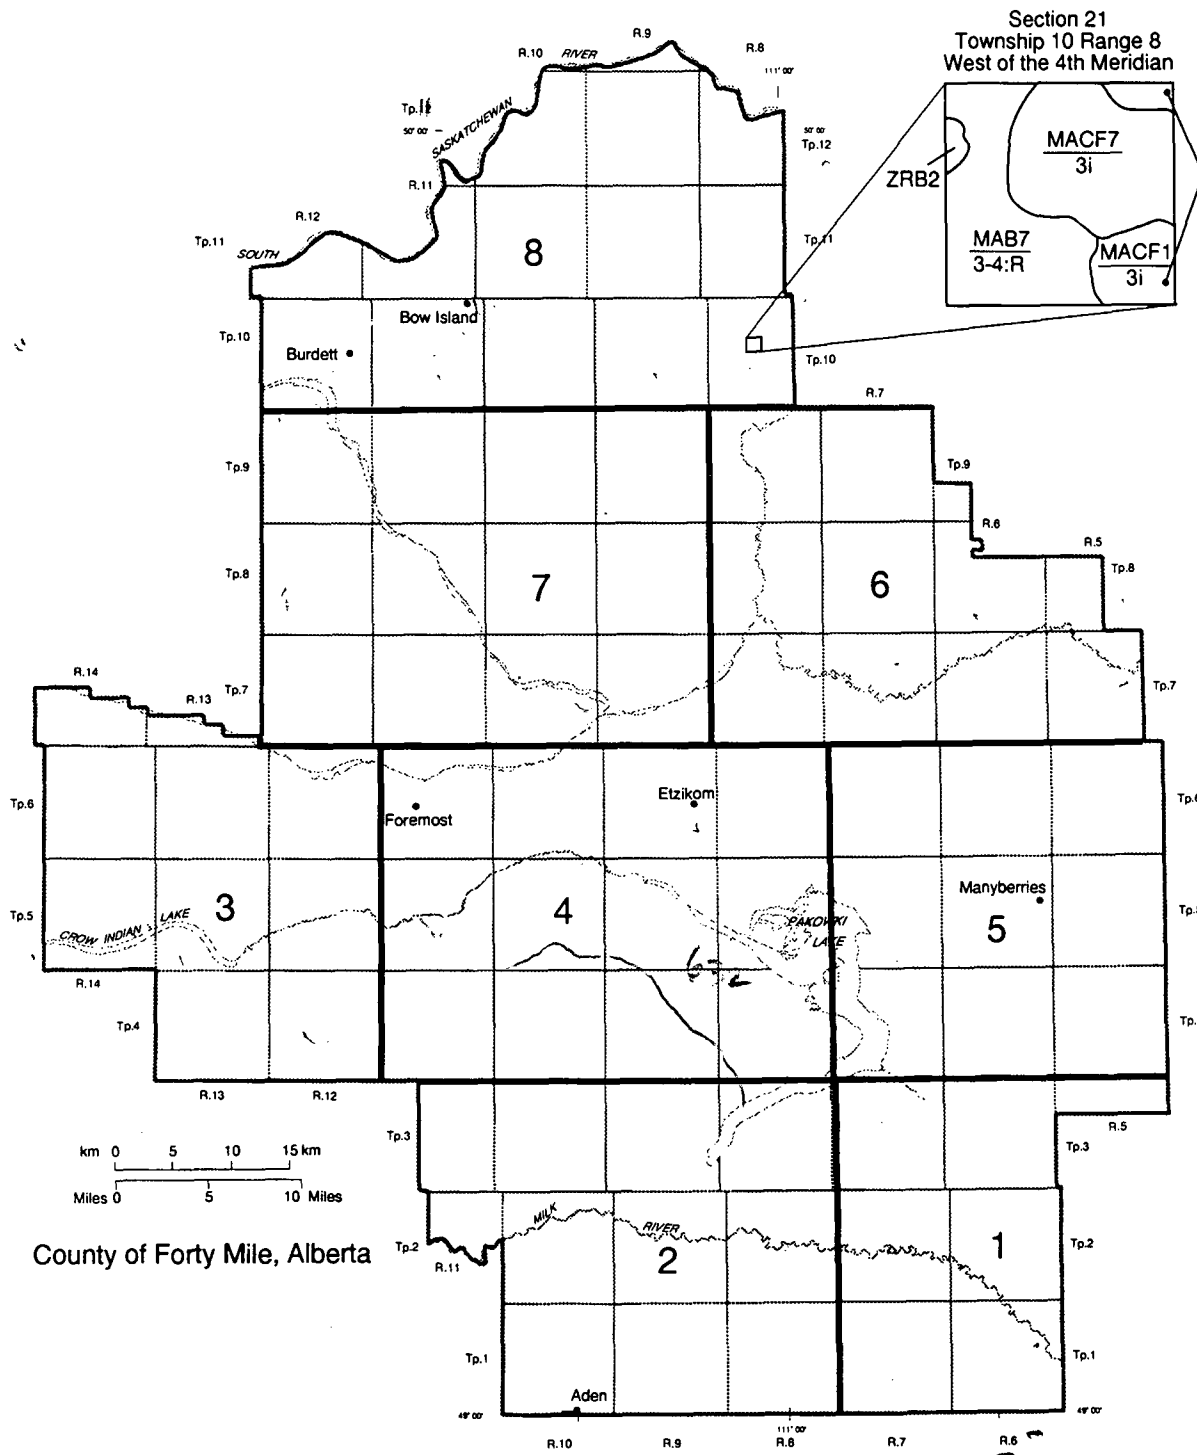 Section 21
Township 10 Range 8
West of the 4th Meridian
R.9
R.10
RIVER
R.8
111° 00'
Tp.12
50° 00'
SASKATCHEWAN
50° 00'
Tp.12
MACF7
3i
ZRB2
R.11
R.12
Tp.11
SOUTH
8
Tp.11
MAB7
3-4:R
MACF1
3i
Bow Island
Tp.10
Burdett
Tp.10
R.7
Tp.9
Tp.9
R.6
R.5
Tp.8
7
6
Tp.8
R.14
R.13
Tp.7
Tp.7
Tp.6
Etzikom
Tp.6
Foremost
Manyberries
Tp.5
3
4
PAKOWKI
LAKE
5
CROW INDIAN LAKE
R.14
Tp.4
R.13
R.12
Tp.3
R.5
Tp.3
km 0 5 10 15 km
Miles 0 5 10 Miles
MILK
RIVER
County of Forty Mile, Alberta
Tp.2
R.11
2
1
Tp.2
Tp.1
Tp.1
Aden
49° 00'
49° 00'
111° 00'
R.10
R.9
R.8
R.7
R.6